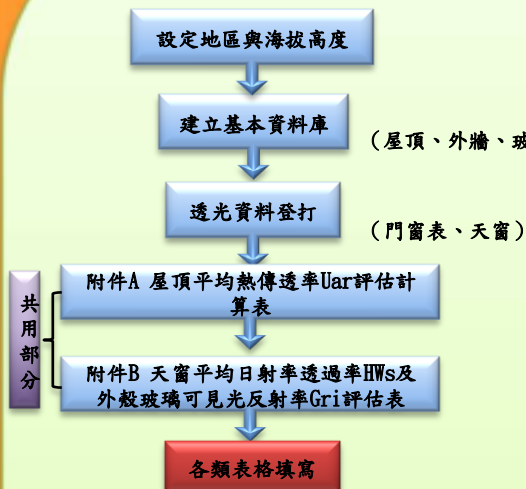 設定地區與海拔高度
建立基本資料庫
（屋頂、外牆、玻
透光資料登打
（門窗表、天窗）
共用部分
附件A 屋頂平均熱傳透率Uar評估計
算表
附件B 天窗平均日射率透過率HWs及
外殼玻璃可見光反射率Gri評估表
各類表格填寫